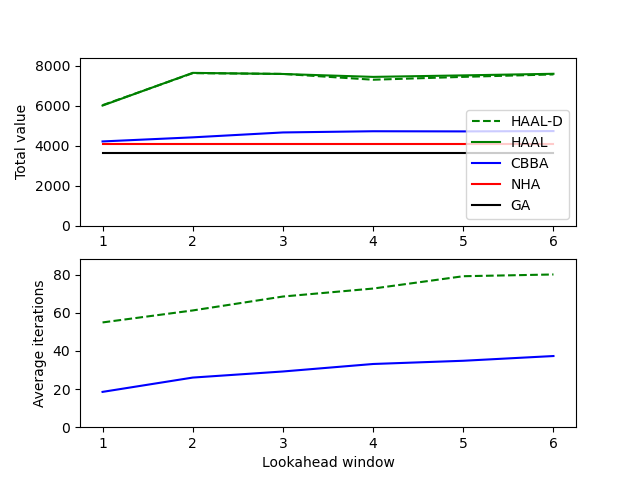 8000
6000
4000
2000
0
Total value
HAAL-D
HAAL
CBBA
NHA
GA
1 2 3 4 5 6
80
60
40
20
0
Average iterations
1 2 3 4 5 6
Lookahead window